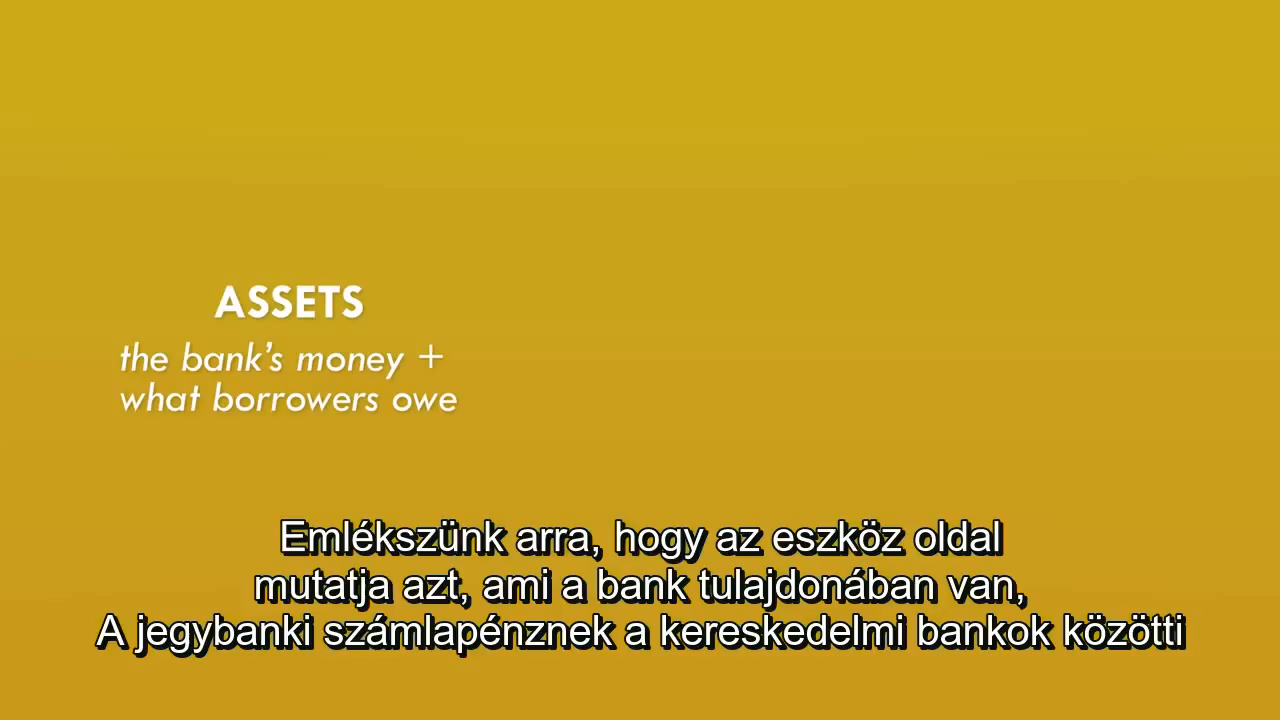 ASSETS
the bank's money +
what borrowers owe
Emlékszünk arra, hogy az eszköz oldal
mutatja azt, ami a bank tulajdonában van,
A jegybanki számlapénznek a kereskedelmi bankok közötti